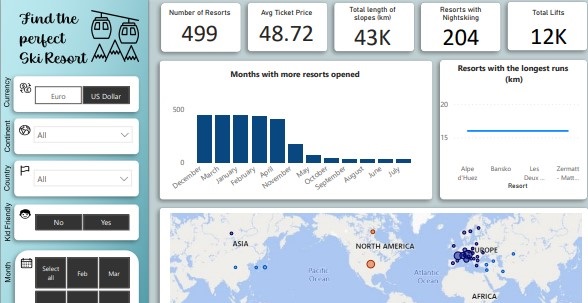 Find the
perfect
Ski Resort
Number of Resorts
499
Avg Ticket Price
48.72
Total length of
slopes (km)
43K
Resorts with
Nightskiing
204
Total Lifts
12K
Currency
Euro
US Dollar
Continent
All
Country
All
Kid Friendly
No
Yes
Month
Select
all
Feb
Mar
Months with more resorts opened
500
0
December
March
January
February
April
November
May
October
September
August
June
July
Resorts with the longest runs
(km)
20
15
Alpe
d'Huez
Bansko
Les
Deux ...
Zermatt
- Matt...
Resort
ASIA
NORTH AMERICA
EUROPE
Pacific
Ocean
Atlantic
Ocean
AFRICA